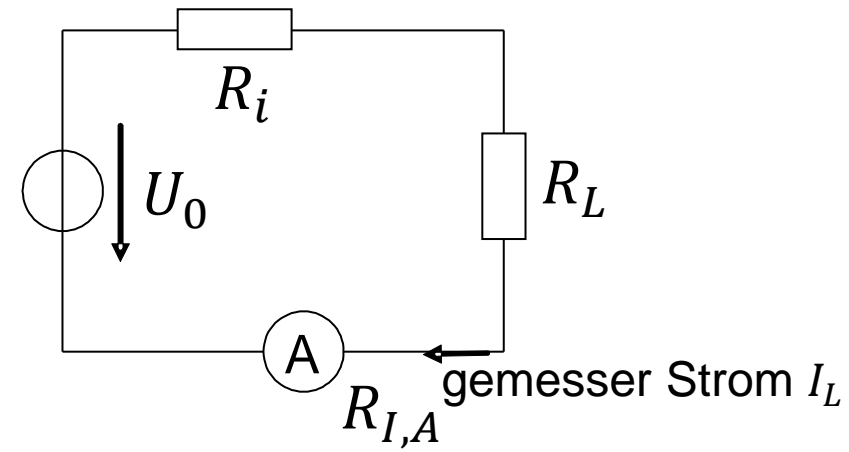 R_i
U_0
R_L
A
gemesser Strom I_L
R_{I,A}